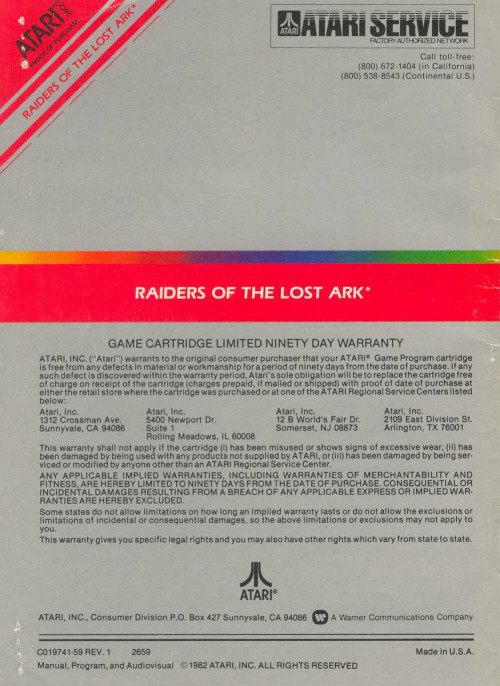 ATARI 2600
PROOF OF PURCHASE
RAIDERS OF THE LOST ARK
ATARI ATARI SERVICE
FACTORY AUTHORIZED NETWORK
Call toll-free:
(800) 672-1404 (in California)
(800) 538-8543 (Continental U.S.)
RAIDERS OF THE LOST ARK*
GAME CARTRIDGE LIMITED NINETY DAY WARRANTY
ATARI, INC. ("Atari") warrants to the original consumer purchaser that your ATARI® Game Program cartridge
is free from any defects in material or workmanship for a period of ninety days from the date of purchase. If any
such defect is discovered within the warranty period, Atari's sole obligation will be to replace the cartridge free
of charge on receipt of the cartridge (charges prepaid, if mailed or shipped) with proof of date of purchase at
either the retail store where the cartridge was purchased or at one of the ATARI Regional Service Centers listed
below:
Atari, Inc. Atari, Inc. Atari, Inc. Atari, Inc.
1312 Crossman Ave. 5400 Newport Dr. 12 B World's Fair Dr. 2109 East Division St.
Sunnyvale, CA 94086 Suite 1 Somerset, NJ 08873 Arlington, TX 76001
Rolling Meadows, IL 60008
This warranty shall not apply if the cartridge (i) has been misused or shows signs of excessive wear, (ii) has
been damaged by being used with any products not supplied by ATARI, or (iii) has been damaged by being ser-
viced or modified by anyone other than an ATARI Regional Service Center.
ANY APPLICABLE IMPLIED WARRANTIES, INCLUDING WARRANTIES OF MERCHANTABILITY AND
FITNESS, ARE HEREBY LIMITED TO NINETY DAYS FROM THE DATE OF PURCHASE. CONSEQUENTIAL OR
INCIDENTAL DAMAGES RESULTING FROM A BREACH OF ANY APPLICABLE EXPRESS OR IMPLIED WAR-
RANTIES ARE HEREBY EXCLUDED.
Some states do not allow limitations on how long an implied warranty lasts or do not allow the exclusions or
limitations of incidental or consequential damages, so the above limitations or exclusions may not apply to
you.
This warranty gives you specific legal rights and you may also have other rights which vary from state to state.
ATARI®
ATARI, INC., Consumer Division P.O. Box 427 Sunnyvale, CA 94086 W A Warner Communications Company
C019741-59 REV. 1 2659 Made in U.S.A.
Manual, Program, and Audiovisual ©1982 ATARI, INC. ALL RIGHTS RESERVED